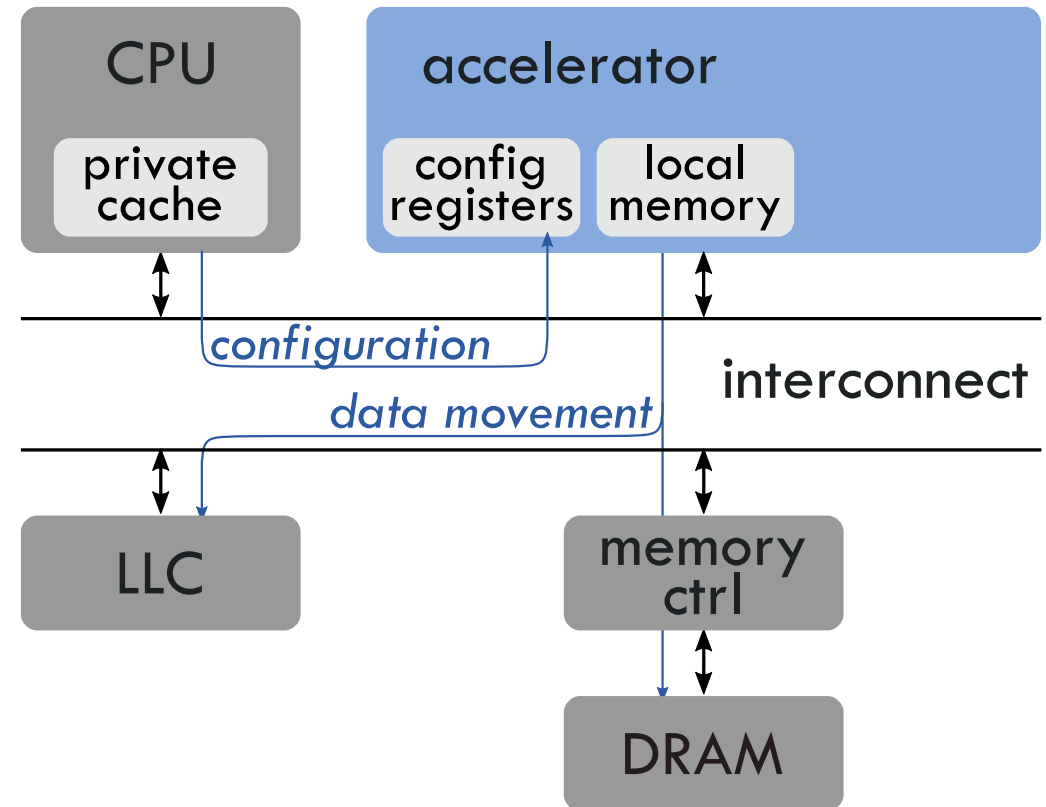 CPU
private
cache
accelerator
config
registers
local
memory
configuration
interconnect
data movement
LLC
memory
ctrl
DRAM